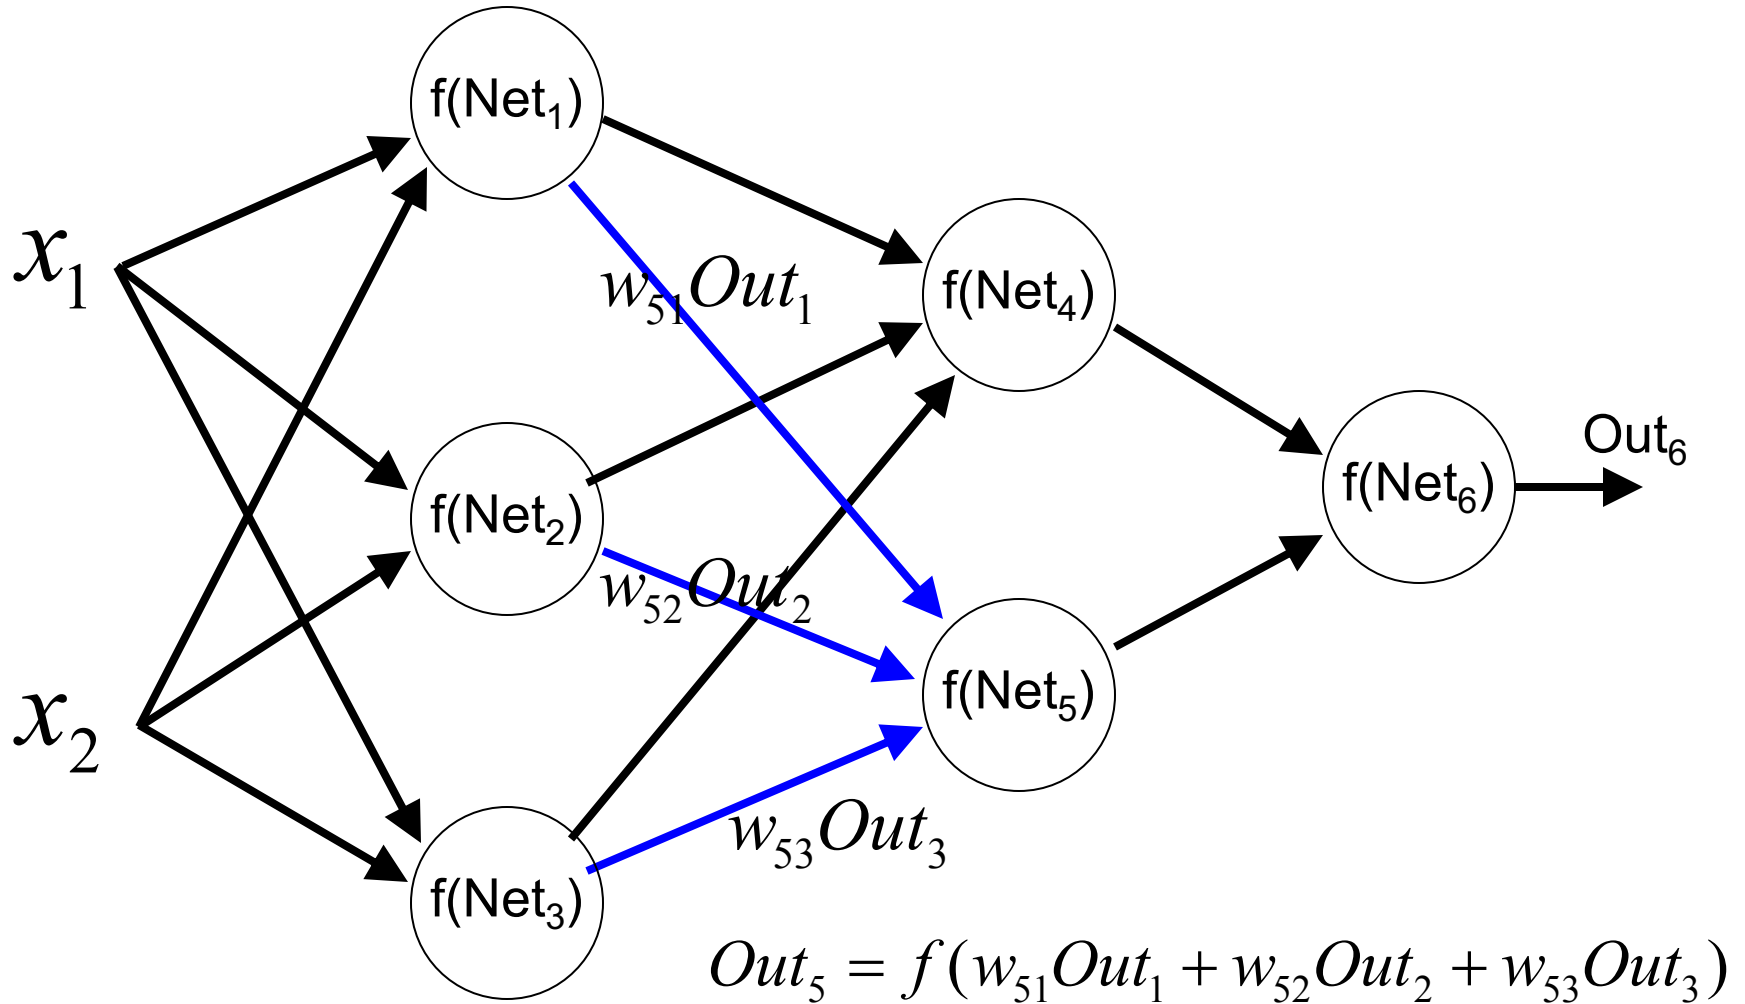 f(Net₁)
x₁
w₅₁Out₁
f(Net₄)
Out₆
f(Net₆)
f(Net₂)
w₅₂Out₂
x₂
f(Net₅)
w₅₃Out₃
f(Net₃)
Out₅ = f(w₅₁Out₁ + w₅₂Out₂ + w₅₃Out₃)